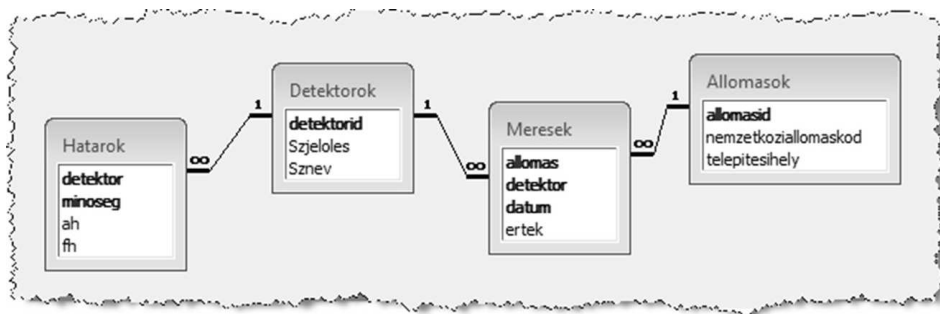 Hatarok
detektor
minoseg
ah
fh
∞
1
Detektorok
detektorid
Szjeloles
Sznev
1
∞
Meresek
allomas
detektor
datum
ertek
∞
1
Allomasok
allomasid
nemzetkoziallomaskod
telepitesihely